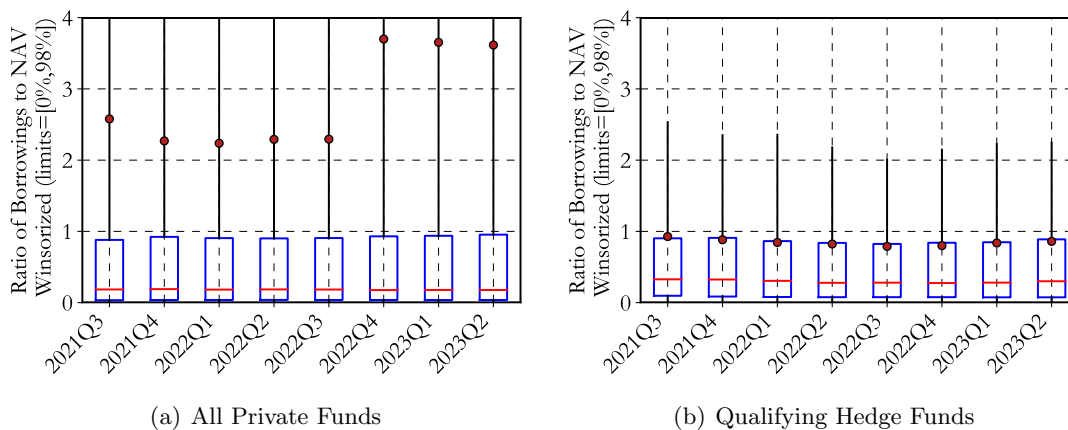 Ratio of Borrowings to NAV
Winsorized (limits=[0%,98%]
4
3
2
1
0
2021Q3
2021Q4
2022Q1
2022Q2
2022Q3
2022Q4
2023Q1
2023Q2
(a) All Private Funds
Ratio of Borrowings to NAV
Winsorized (limits=[0%,98%]
4
3
2
1
0
2021Q3
2021Q4
2022Q1
2022Q2
2022Q3
2022Q4
2023Q1
2023Q2
(b) Qualifying Hedge Funds